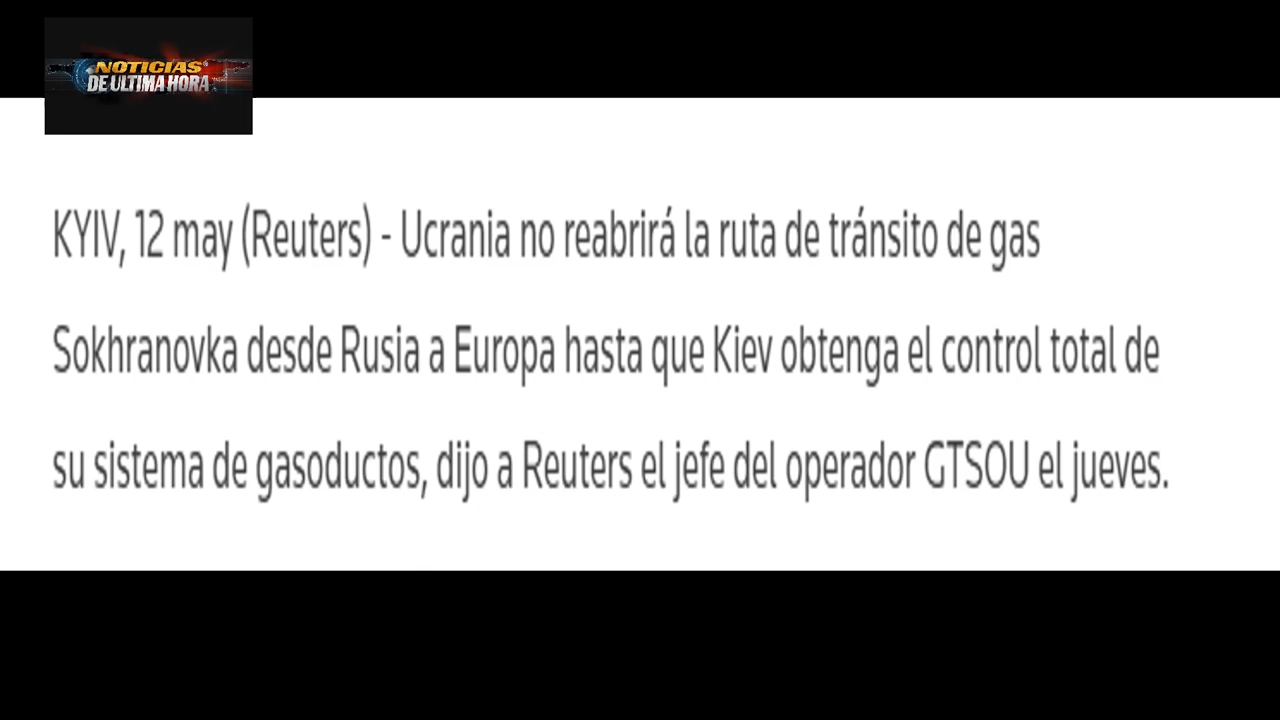 NOTICIAS
DE ULTIMA HORA
KYIV, 12 may (Reuters) - Ucrania no reabrirá la ruta de tránsito de gas
Sokhranovka desde Rusia a Europa hasta que Kiev obtenga el control total de
su sistema de gasoductos, dijo a Reuters el jefe del operador GTSOU el jueves.